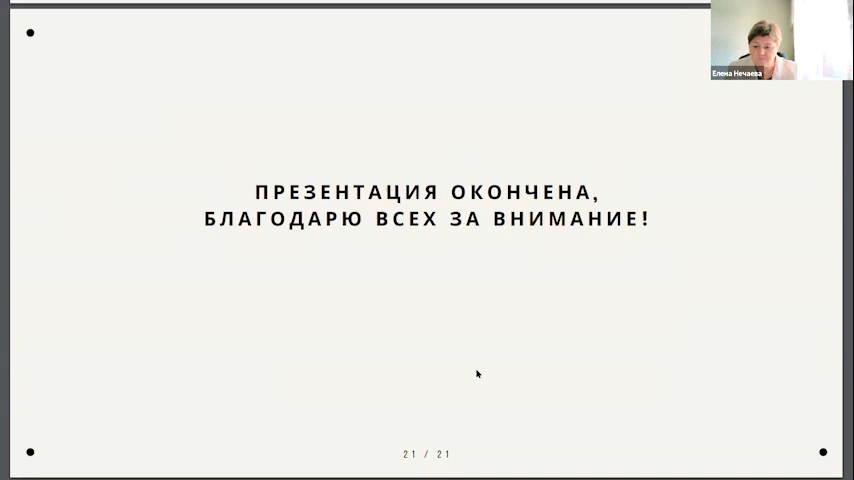 Елена Нечаева
ПРЕЗЕНТАЦИЯ ОКОНЧЕНА,
БЛАГОДАРЮ ВСЕХ ЗА ВНИМАНИЕ!
21 / 21